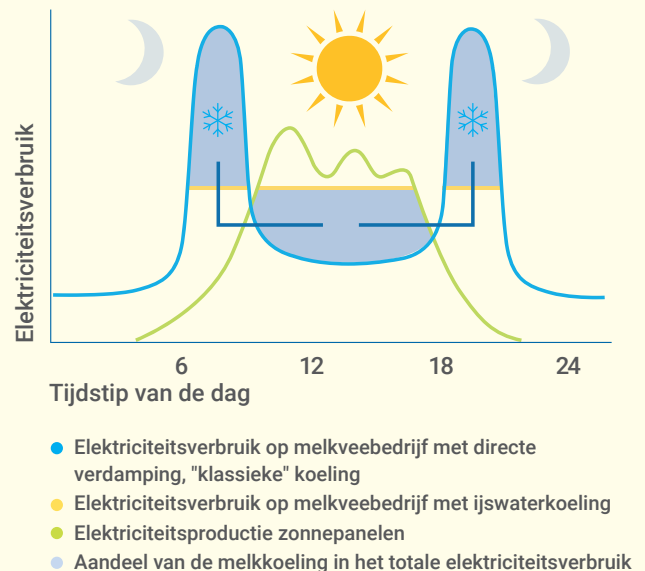 Elektriciteitsverbruik
6 12 18 24
Tijdstip van de dag
Elektriciteitsverbruik op melkveebedrijf met directe
verdamping, "klassieke" koeling
Elektriciteitsverbruik op melkveebedrijf met ijswaterkoeling
Elektriciteitsproductie zonnepanelen
Aandeel van de melkkoeling in het totale elektriciteitsverbruik